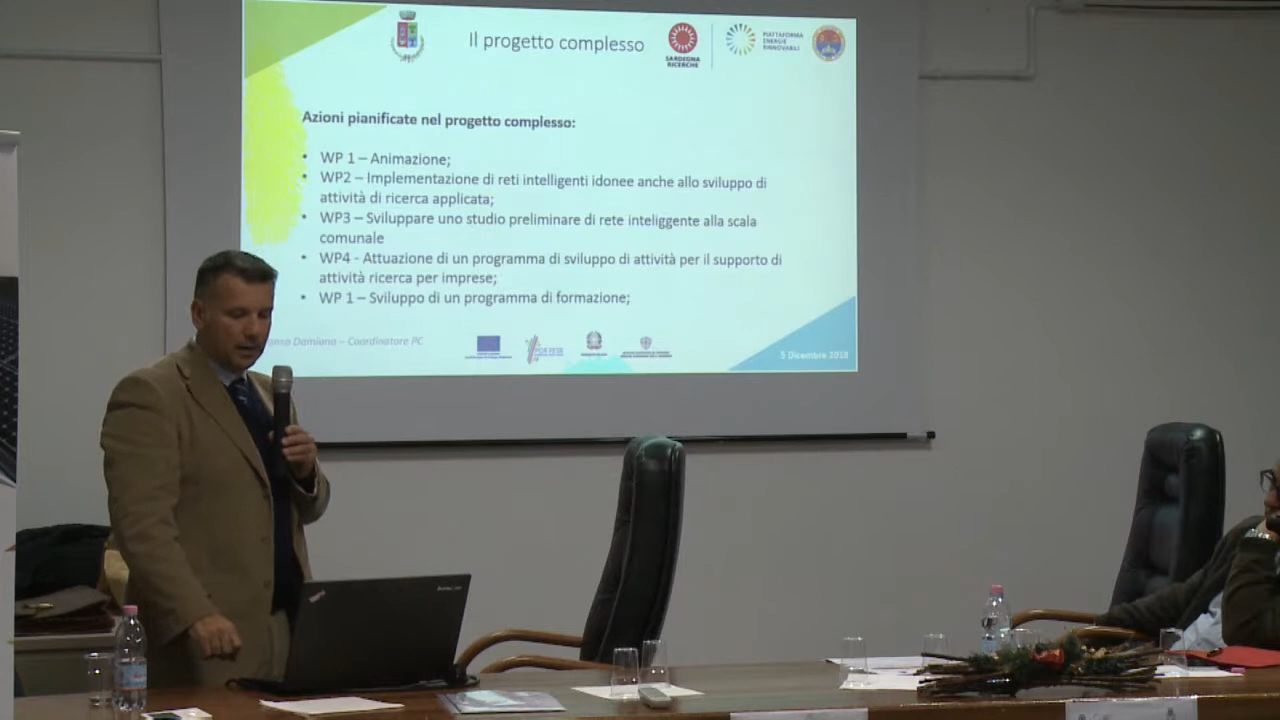 Il progetto complesso
SARDEGNA
RICERCHE
PIATTAFORMA
ENERGIE
RINNOVABILI
Azioni pianificate nel progetto complesso:
• WP 1 – Animazione;
• WP2 – Implementazione di reti intelligenti idonee anche allo sviluppo di
attività di ricerca applicata;
• WP3 – Sviluppare uno studio preliminare di rete inteliggente alla scala
comunale
• WP4 - Attuazione di un programma di sviluppo di attività per il supporto di
attività ricerca per imprese;
• WP 1 – Sviluppo di un programma di formazione;
Damiano – Coordinatore PC
5 Dicembre 2018